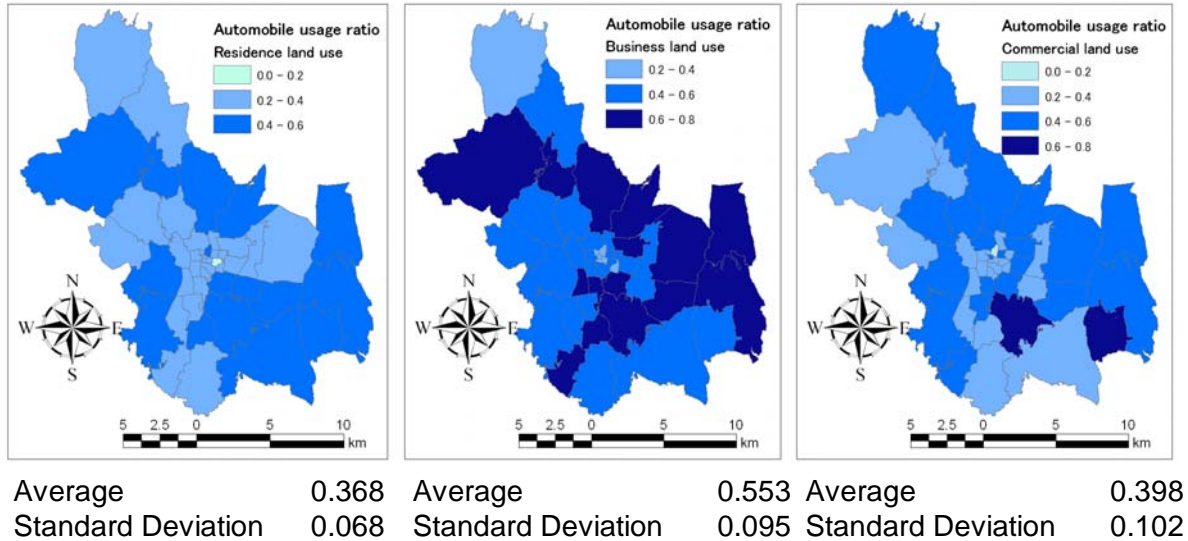 Automobile usage ratio
Residence land use
0.0 - 0.2
0.2 - 0.4
0.4 - 0.6
N
W E
S
5 2.5 0 5 10
km
Automobile usage ratio
Business land use
0.2 - 0.4
0.4 - 0.6
0.6 - 0.8
N
W E
S
5 2.5 0 5 10
km
Automobile usage ratio
Commercial land use
0.0 - 0.2
0.2 - 0.4
0.4 - 0.6
0.6 - 0.8
N
W E
S
5 2.5 0 5 10
km
Average 0.368
Standard Deviation 0.068
Average 0.553
Standard Deviation 0.095
Average 0.398
Standard Deviation 0.102